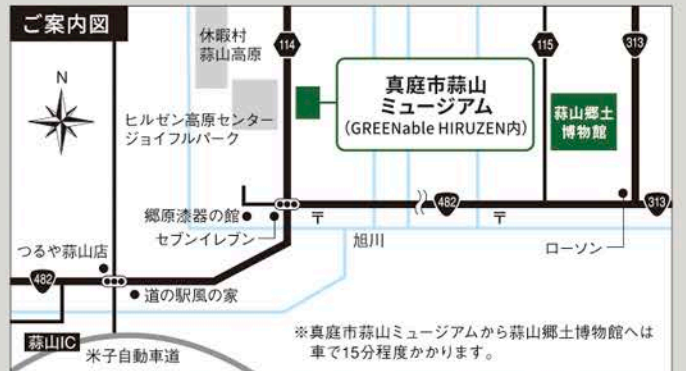 ご案内図
N
休暇村
蒜山高原
114
真庭市蒜山
ミュージアム
(GREENable HIRUZEN内)
115
313
蒜山郷土
博物館
ヒルゼン高原センター
ジョイフルパーク
郷原漆器の館
セブンイレブン
〒
482
〒
313
旭川
ローソン
つるや蒜山店
482
道の駅風の家
蒜山IC
米子自動車道
※真庭市蒜山ミュージアムから蒜山郷土博物館へは
車で15分程度かかります。